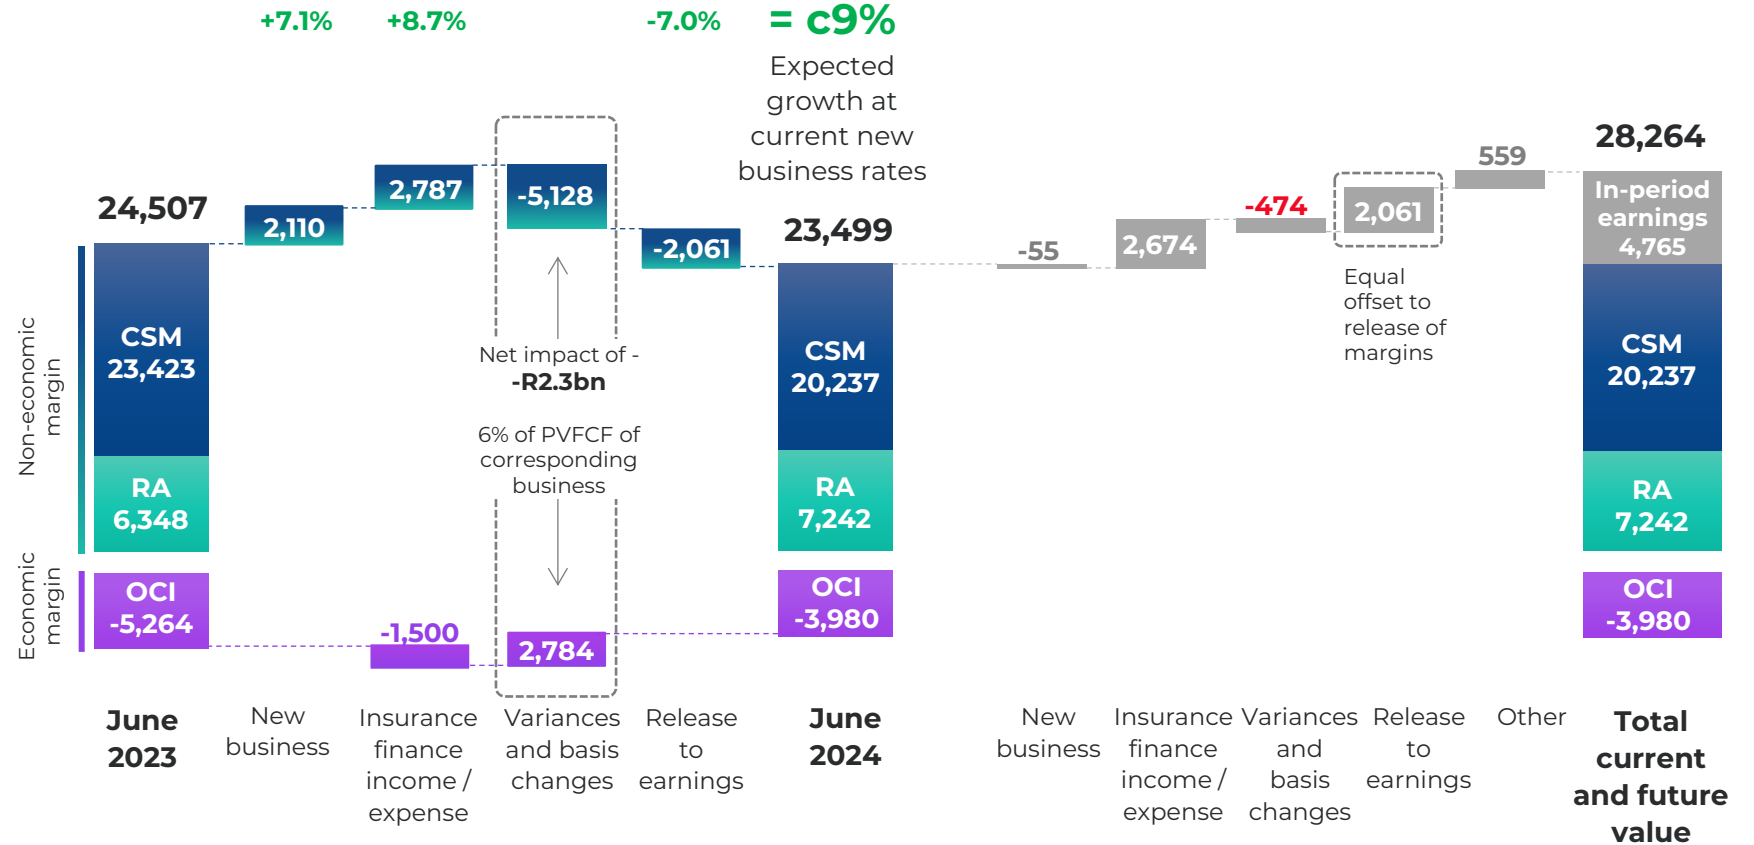 +7.1%
+8.7%
-7.0%
= c9%
Expected
growth at
current new
business rates
24,507
2,110
2,787
-5,128
-2,061
23,499
-55
2,674
-474
2,061
559
28,264
In-period
earnings
4,765
Equal
offset to
release of
margins
Non-economic
margin
CSM
23,423
RA
6,348
Net impact of -
-R2.3bn
6% of PVFCF of
corresponding
business
CSM
20,237
RA
7,242
CSM
20,237
RA
7,242
Economic
margin
OCI
-5,264
-1,500
2,784
OCI
-3,980
OCI
-3,980
June
2023
New
business
Insurance
finance
income /
expense
Variances
and basis
changes
Release
to
earnings
June
2024
New
business
Insurance
finance
income /
expense
Variances
and
basis
changes
Release
to
earnings
Other
Total
current
and future
value